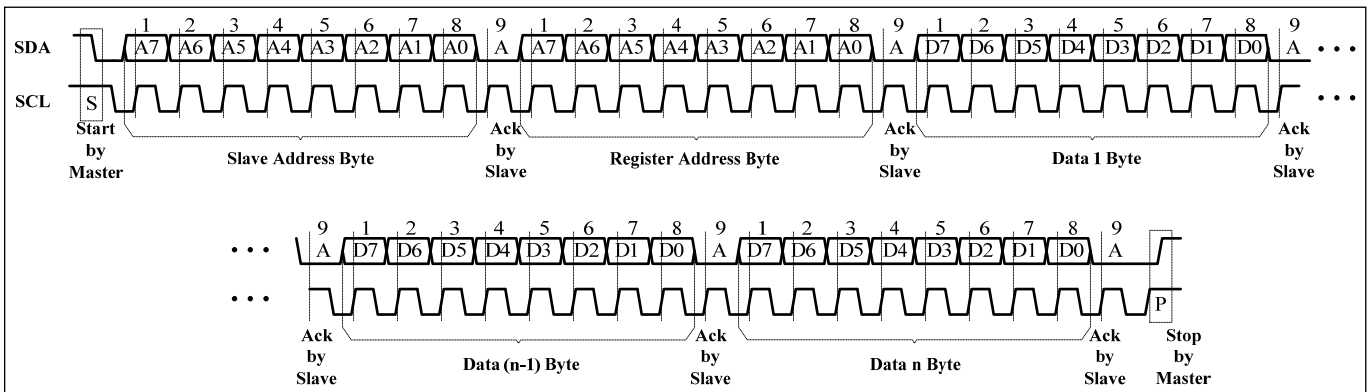 1 2 3 4 5 6 7 8 9 1 2 3 4 5 6 7 8 9 1 2 3 4 5 6 7 8 9
SDA A7 A6 A5 A4 A3 A2 A1 A0 A A7 A6 A5 A4 A3 A2 A1 A0 A D7 D6 D5 D4 D3 D2 D1 D0 A • • •
SCL S • • •
Start by Master
Slave Address Byte
Ack by Slave
Register Address Byte
Ack by Slave
Data 1 Byte
Ack by Slave
9 1 2 3 4 5 6 7 8 9 1 2 3 4 5 6 7 8 9
• • • A D7 D6 D5 D4 D3 D2 D1 D0 A D7 D6 D5 D4 D3 D2 D1 D0 A
• • • P
Ack by Slave
Data (n-1) Byte
Ack by Slave
Data n Byte
Ack by Slave
Stop by Master